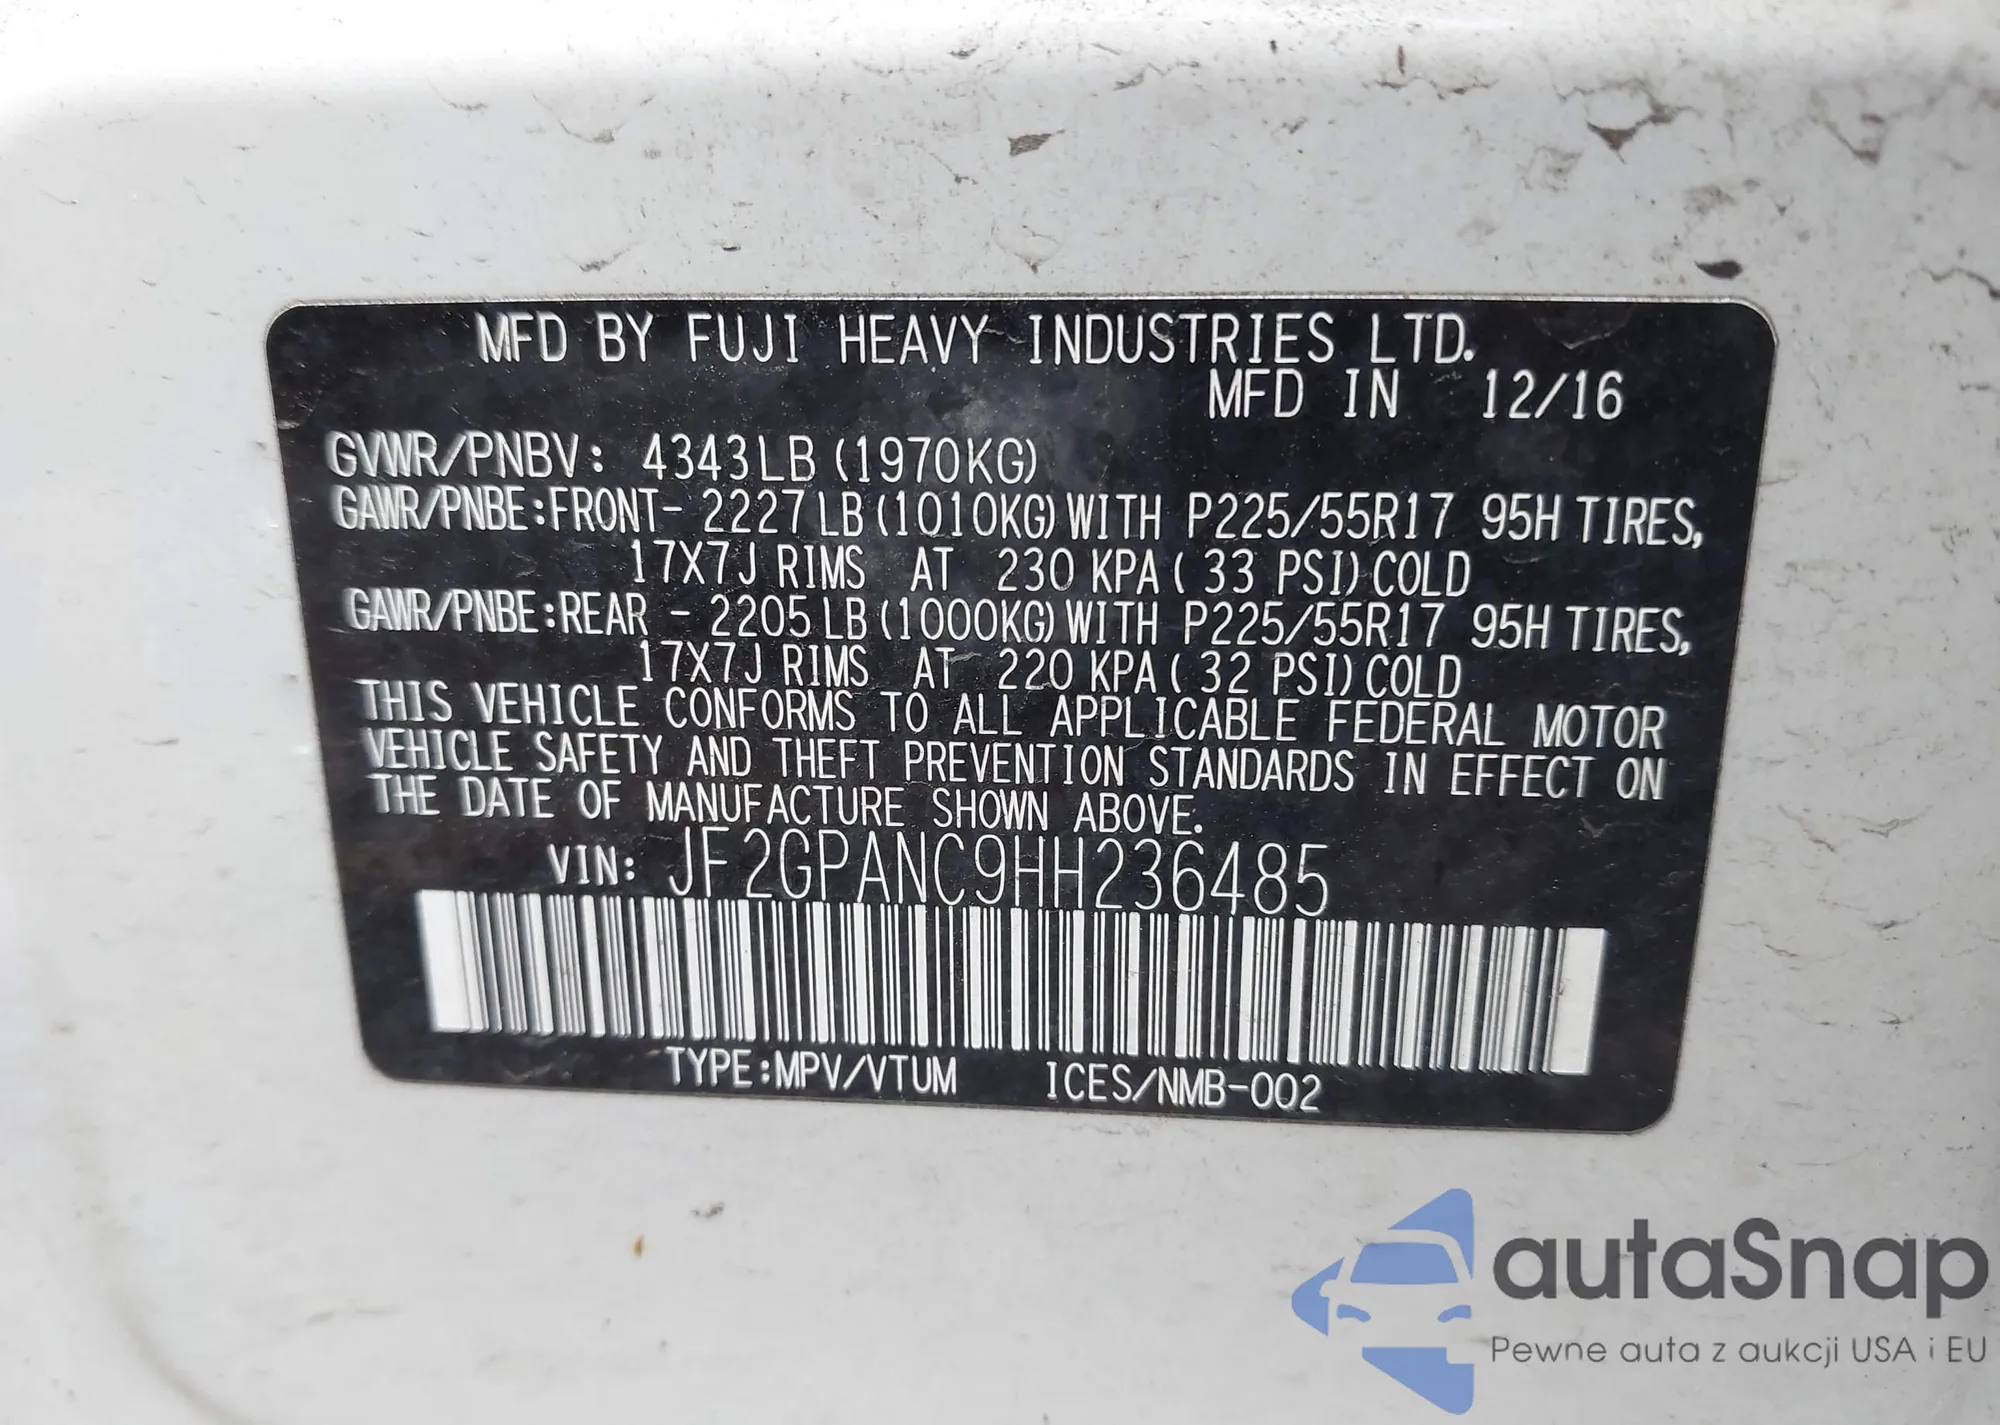 MFD BY FUJI HEAVY INDUSTRIES LTD.
MFD IN 12/16
GVWR/PNBV: 4343LB (1970KG)
GAWR/PNBE:FRONT- 2227LB(1010KG)WITH P225/55R17 95H TIRES,
17X7J RIMS AT 230 KPA( 33 PSI)COLD
GAWR/PNBE:REAR - 2205LB(1000KG)WITH P225/55R17 95H TIRES,
17X7J RIMS AT 220 KPA( 32 PSI)COLD
THIS VEHICLE CONFORMS TO ALL APPLICABLE FEDERAL MOTOR
VEHICLE SAFETY AND THEFT PREVENTION STANDARDS IN EFFECT ON
THE DATE OF MANUFACTURE SHOWN ABOVE.
VIN: JF2GPANC9HH236485
TYPE:MPV/VTUM ICES/NMB-002
autaSnap
Pewne auta z aukcji USA i EU